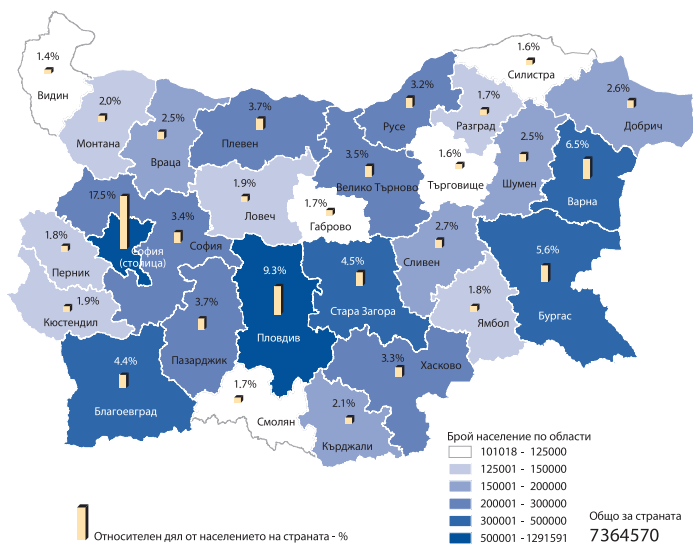 1.4%
Видин
1.6%
Силистра
2.0%
Монтана
2.5%
Враца
3.7%
Плевен
3.2%
Русе
1.7%
Разград
2.6%
Добрич
2.5%
Шумен
6.5%
Варна
3.5%
Велико Търново
1.6%
Търговище
1.9%
Ловеч
1.7%
Габрово
17.5%
София
(столица)
3.4%
София
1.8%
Перник
1.9%
Кюстендил
9.3%
Пловдив
4.5%
Стара Загора
2.7%
Сливен
5.6%
Бургас
1.8%
Ямбол
3.7%
Пазарджик
4.4%
Благоевград
3.3%
Хасково
1.7%
Смолян
2.1%
Кърджали
Брой население по области
101018 - 125000
125001 - 150000
150001 - 200000
200001 - 300000
300001 - 500000
500001 -1291591
Общо за страната
7364570
Относителен дял от населението на страната - %